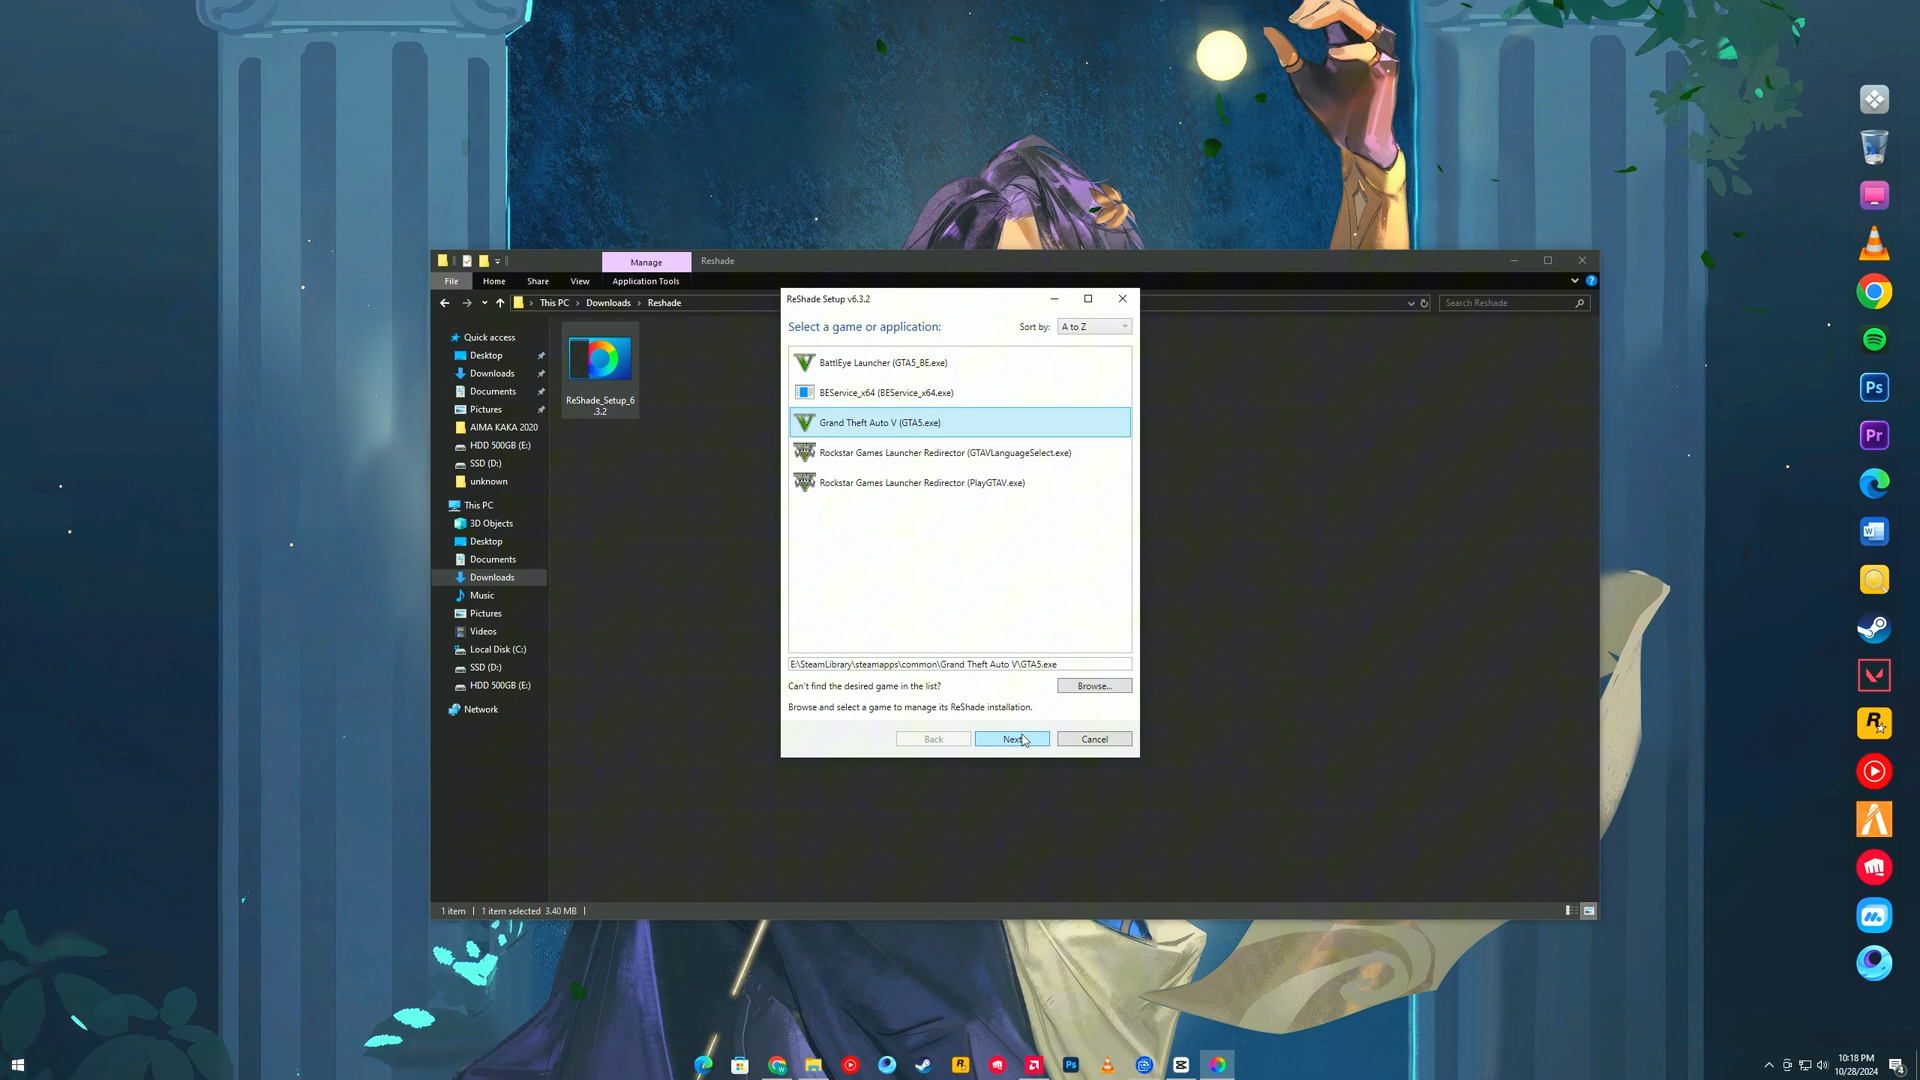 Manage
Reshade
File
Home
Share
View
Application Tools
This PC
Downloads
Reshade
Search Reshade
Quick access
Desktop
Downloads
Documents
Pictures
AIMA KAKA 2020
HDD 500GB (E:)
SSD (D:)
unknown
This PC
3D Objects
Desktop
Documents
Downloads
Music
Pictures
Videos
Local Disk (C:)
SSD (D:)
HDD 500GB (E:)
Network
ReShade_Setup_6
.3.2
ReShade Setup v6.3.2
Select a game or application:
Sort by:
A to Z
BattlEye Launcher (GTA5_BE.exe)
BEService_x64 (BEService_x64.exe)
Grand Theft Auto V (GTA5.exe)
Rockstar Games Launcher Redirector (GTAVLanguageSelect.exe)
Rockstar Games Launcher Redirector (PlayGTAV.exe)
E:\SteamLibrary\steamapps\common\Grand Theft Auto V\GTA5.exe
Can't find the desired game in the list?
Browse...
Browse and select a game to manage its ReShade installation.
Back
Next
Cancel
1 item
1 item selected 3.40 MB
Ps
Pr
W
R
Ps
10:18 PM
10/28/2024
4